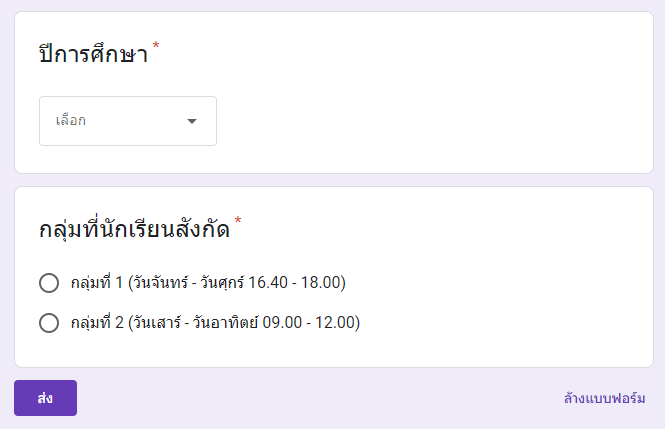 ปีการศึกษา *
เลือก
กลุ่มที่นักเรียนสังกัด *
กลุ่มที่ 1 (วันจันทร์ - วันศุกร์ 16.40 - 18.00)
กลุ่มที่ 2 (วันเสาร์ - วันอาทิตย์ 09.00 - 12.00)
ส่ง
ล้างแบบฟอร์ม